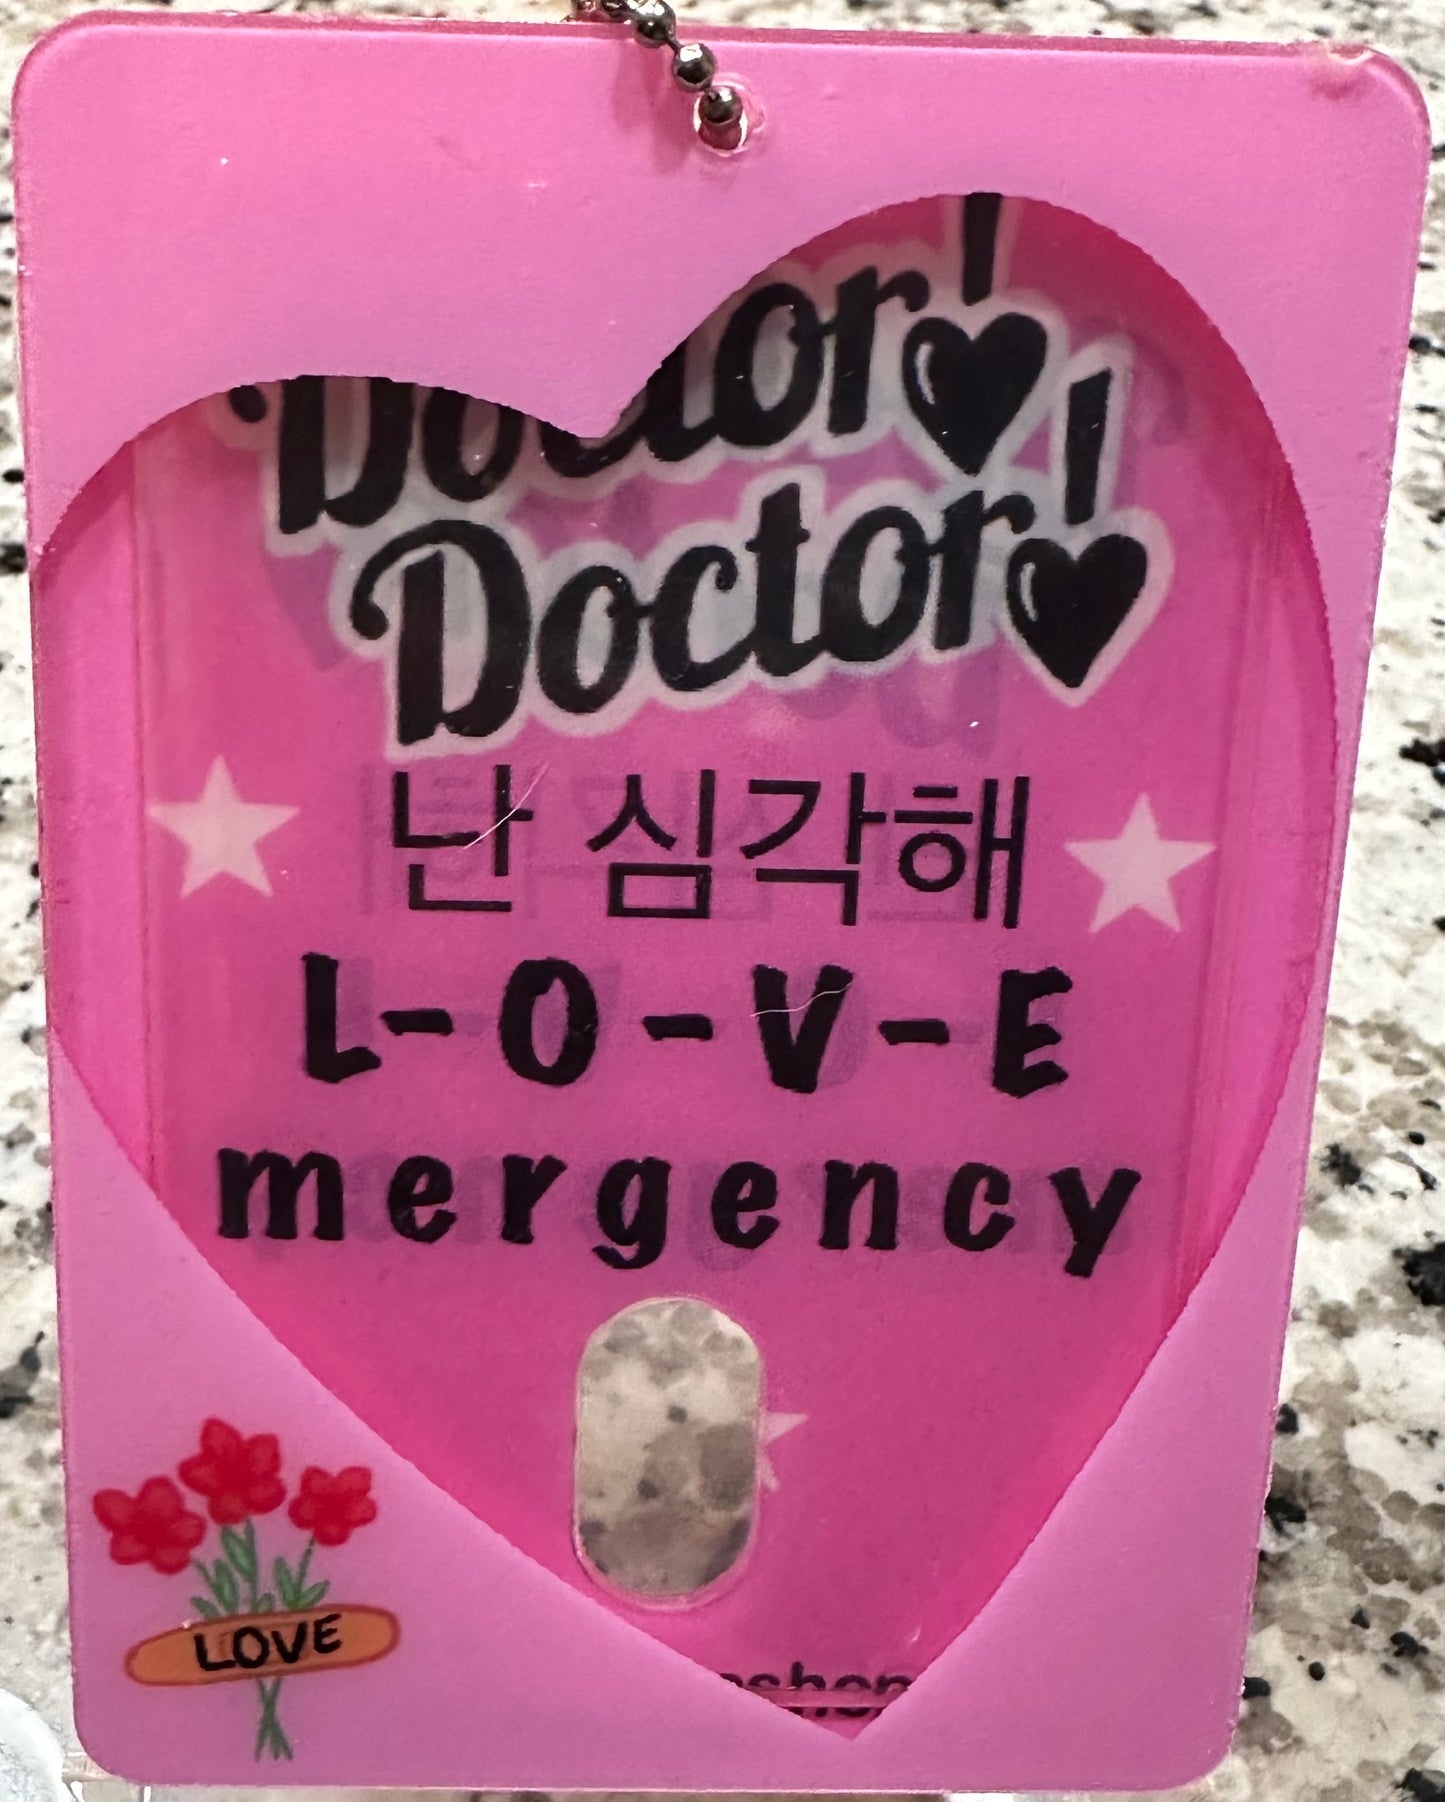 Doctor!
Doctor!
난 심각해
L-O-V-E
mergency
LOVE